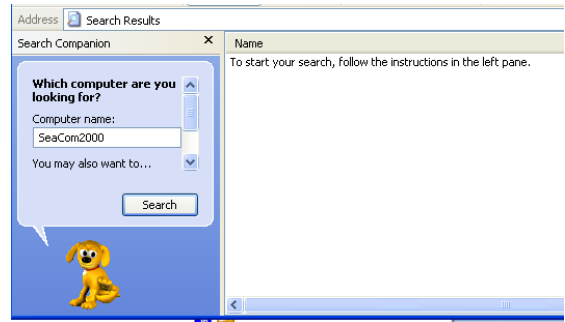 Address Search Results
Search Companion
Which computer are you
looking for?
Computer name:
SeaCom2000
You may also want to...
Search
Name
To start your search, follow the instructions in the left pane.